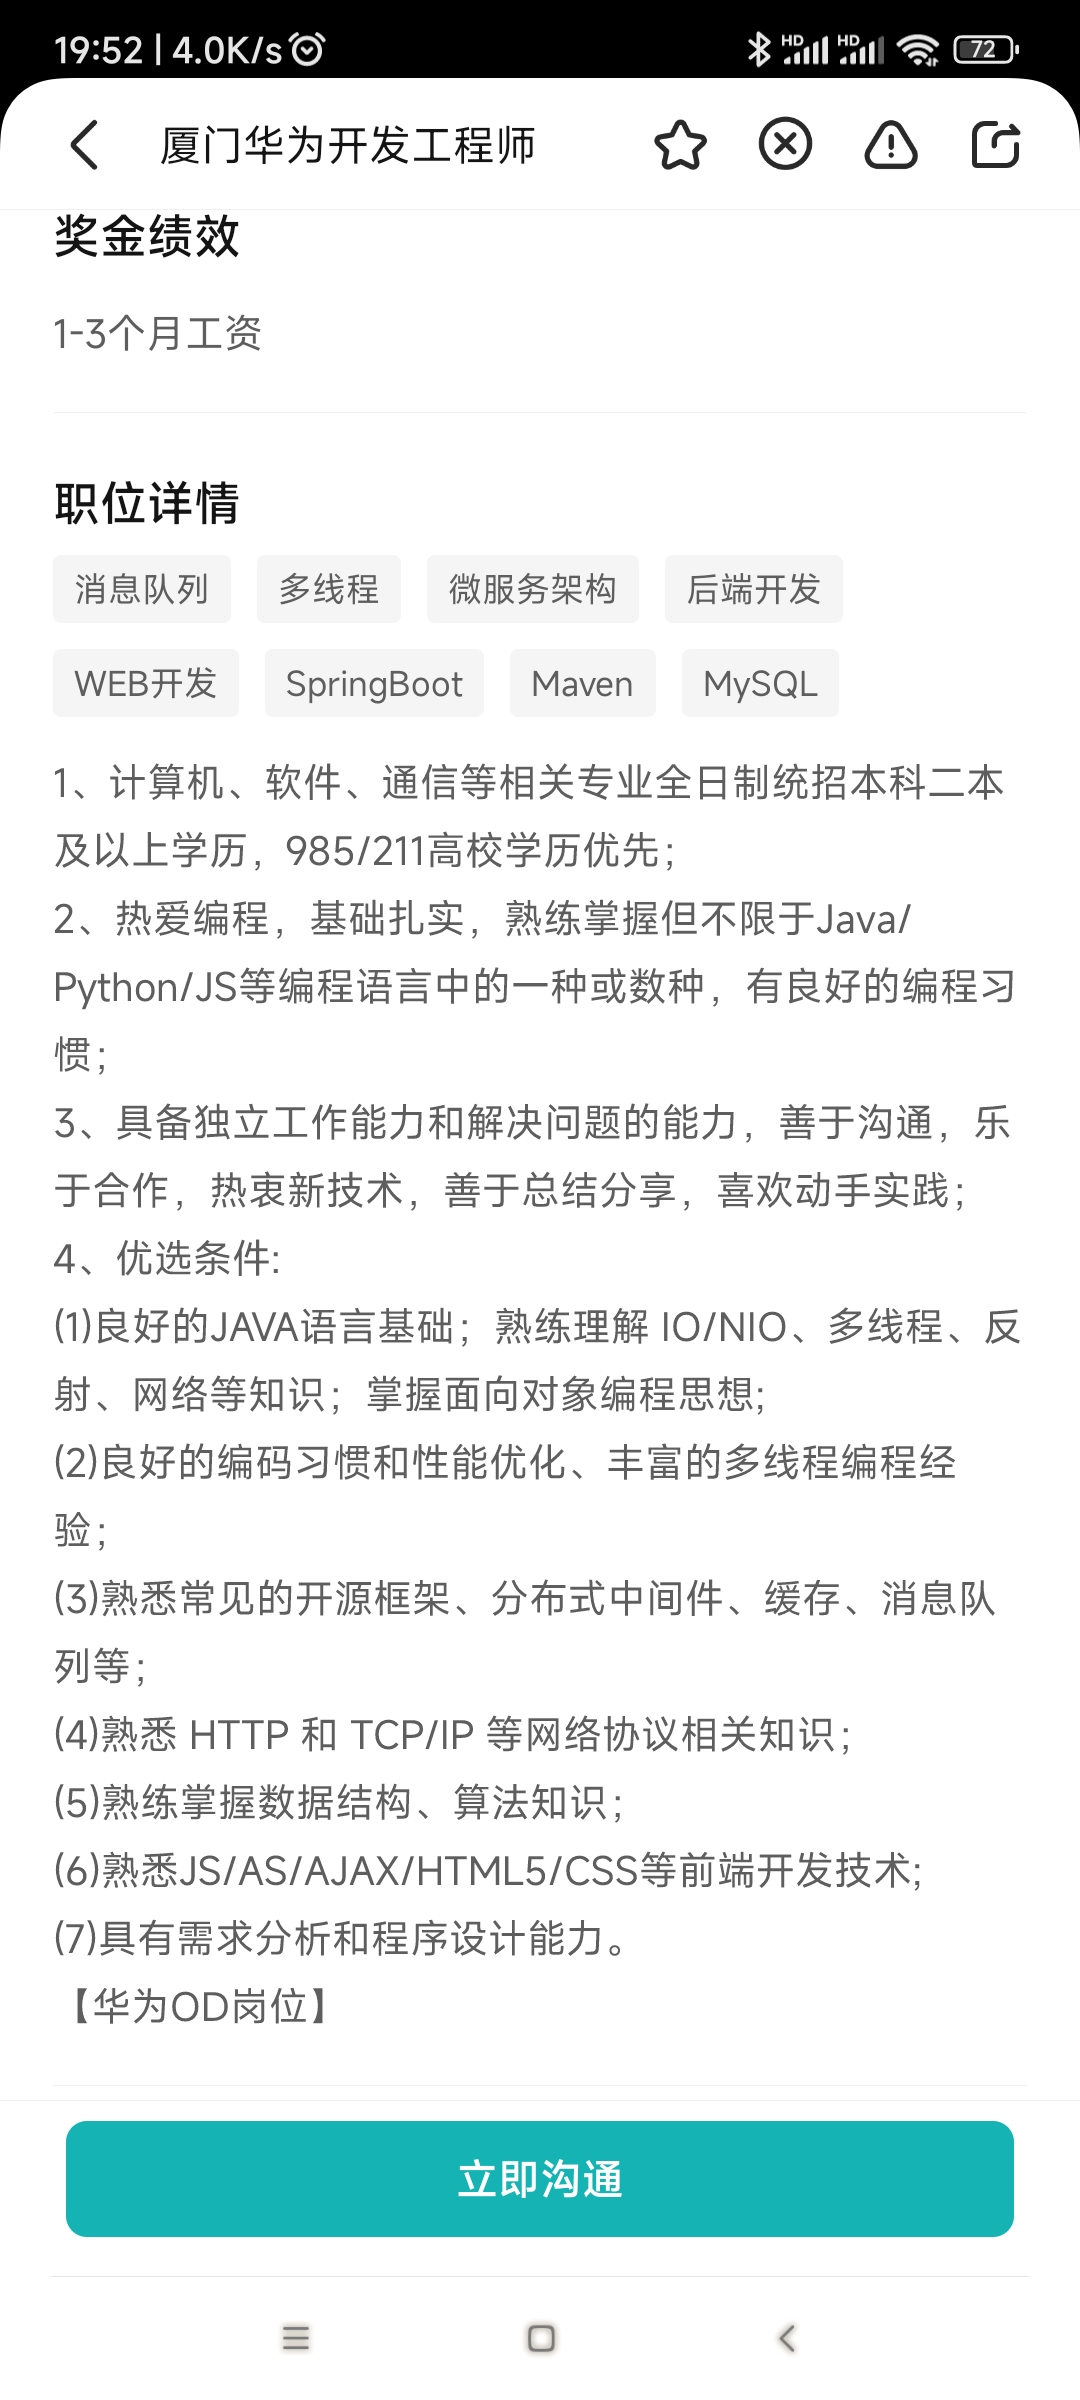 19:52 | 4.0K/s
HD HD 72
厦门华为开发工程师
奖金绩效
1-3个月工资
职位详情
消息队列 多线程 微服务架构 后端开发
WEB开发 SpringBoot Maven MySQL
1、计算机、软件、通信等相关专业全日制统招本科二本
及以上学历，985/211高校学历优先；
2、热爱编程，基础扎实，熟练掌握但不限于Java/
Python/JS等编程语言中的一种或数种，有良好的编程习
惯；
3、具备独立工作能力和解决问题的能力，善于沟通，乐
于合作，热衷新技术，善于总结分享，喜欢动手实践；
4、优选条件:
(1)良好的JAVA语言基础；熟练理解 IO/NIO、多线程、反
射、网络等知识；掌握面向对象编程思想;
(2)良好的编码习惯和性能优化、丰富的多线程编程经
验；
(3)熟悉常见的开源框架、分布式中间件、缓存、消息队
列等；
(4)熟悉 HTTP 和 TCP/IP 等网络协议相关知识；
(5)熟练掌握数据结构、算法知识；
(6)熟悉JS/AS/AJAX/HTML5/CSS等前端开发技术;
(7)具有需求分析和程序设计能力。
【华为OD岗位】
立即沟通